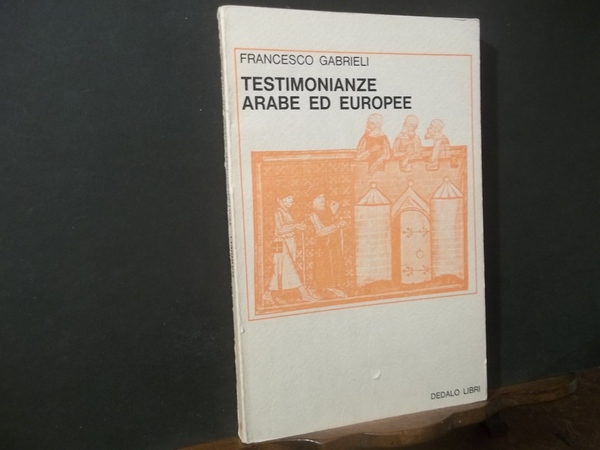 FRANCESCO GABRIELI
TESTIMONIANZE
ARABE ED EUROPEE
DEDALO LIBRI